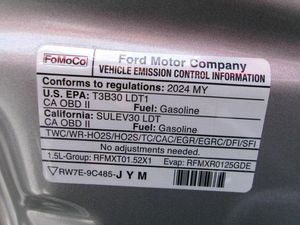 FoMoCo
Ford Motor Company
VEHICLE EMISSION CONTROL INFORMATION
Conforms to regulations: 2024 MY
U.S. EPA: T3B30 LDT1
CA OBD II Fuel: Gasoline
California: SULEV30 LDT
CA OBD II Fuel: Gasoline
TWC/WR-HO2S/HO2S/TC/CAC/EGR/EGRC/DFI/SFI
No adjustments needed.
1.5L-Group: RFMXT01.52X1 Evap: RFMXR0125GDE
RW7E-9C485-JYM